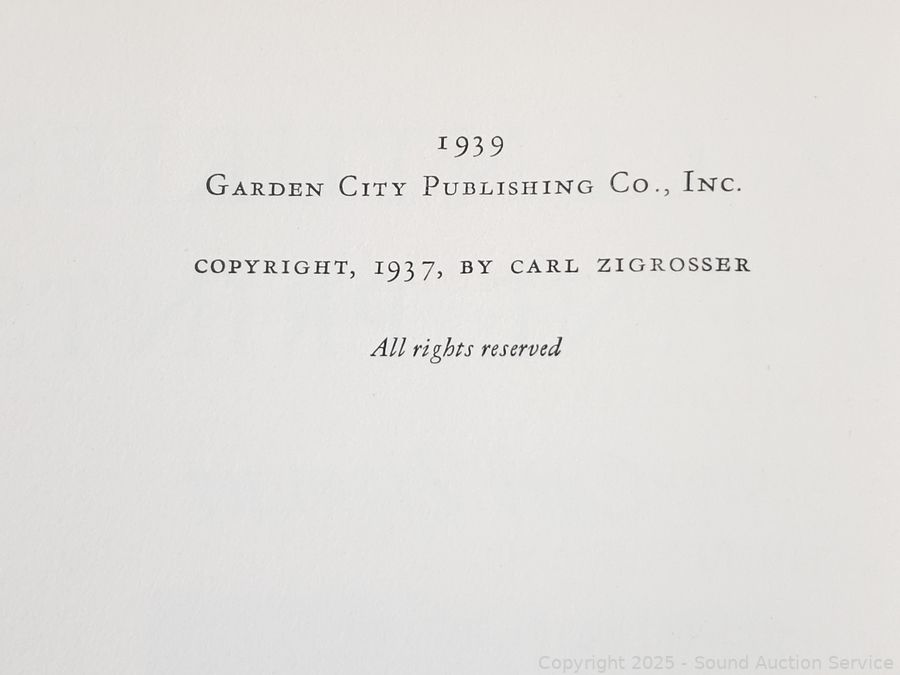 1939
Garden City Publishing Co., Inc.
COPYRIGHT, 1937, BY CARL ZIGROSSER
All rights reserved
Copyright 2025 - Sound Auction Service